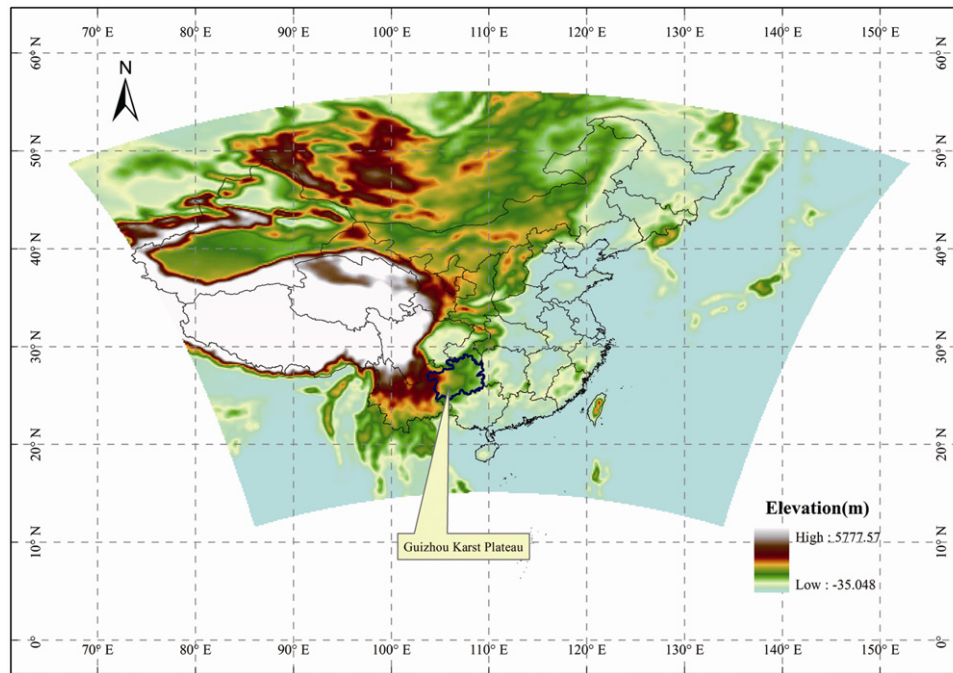 70° E 80° E 90° E 100° E 110° E 120° E 130° E 140° E 150° E
60° N 60° N
N
50° N 50° N
40° N 40° N
30° N 30° N
20° N 20° N
Elevation(m)
High : 5777.57
Guizhou Karst Plateau
10° N 10° N
Low : -35.048
0° 0°
70° E 80° E 90° E 100° E 110° E 120° E 130° E 140° E 150° E